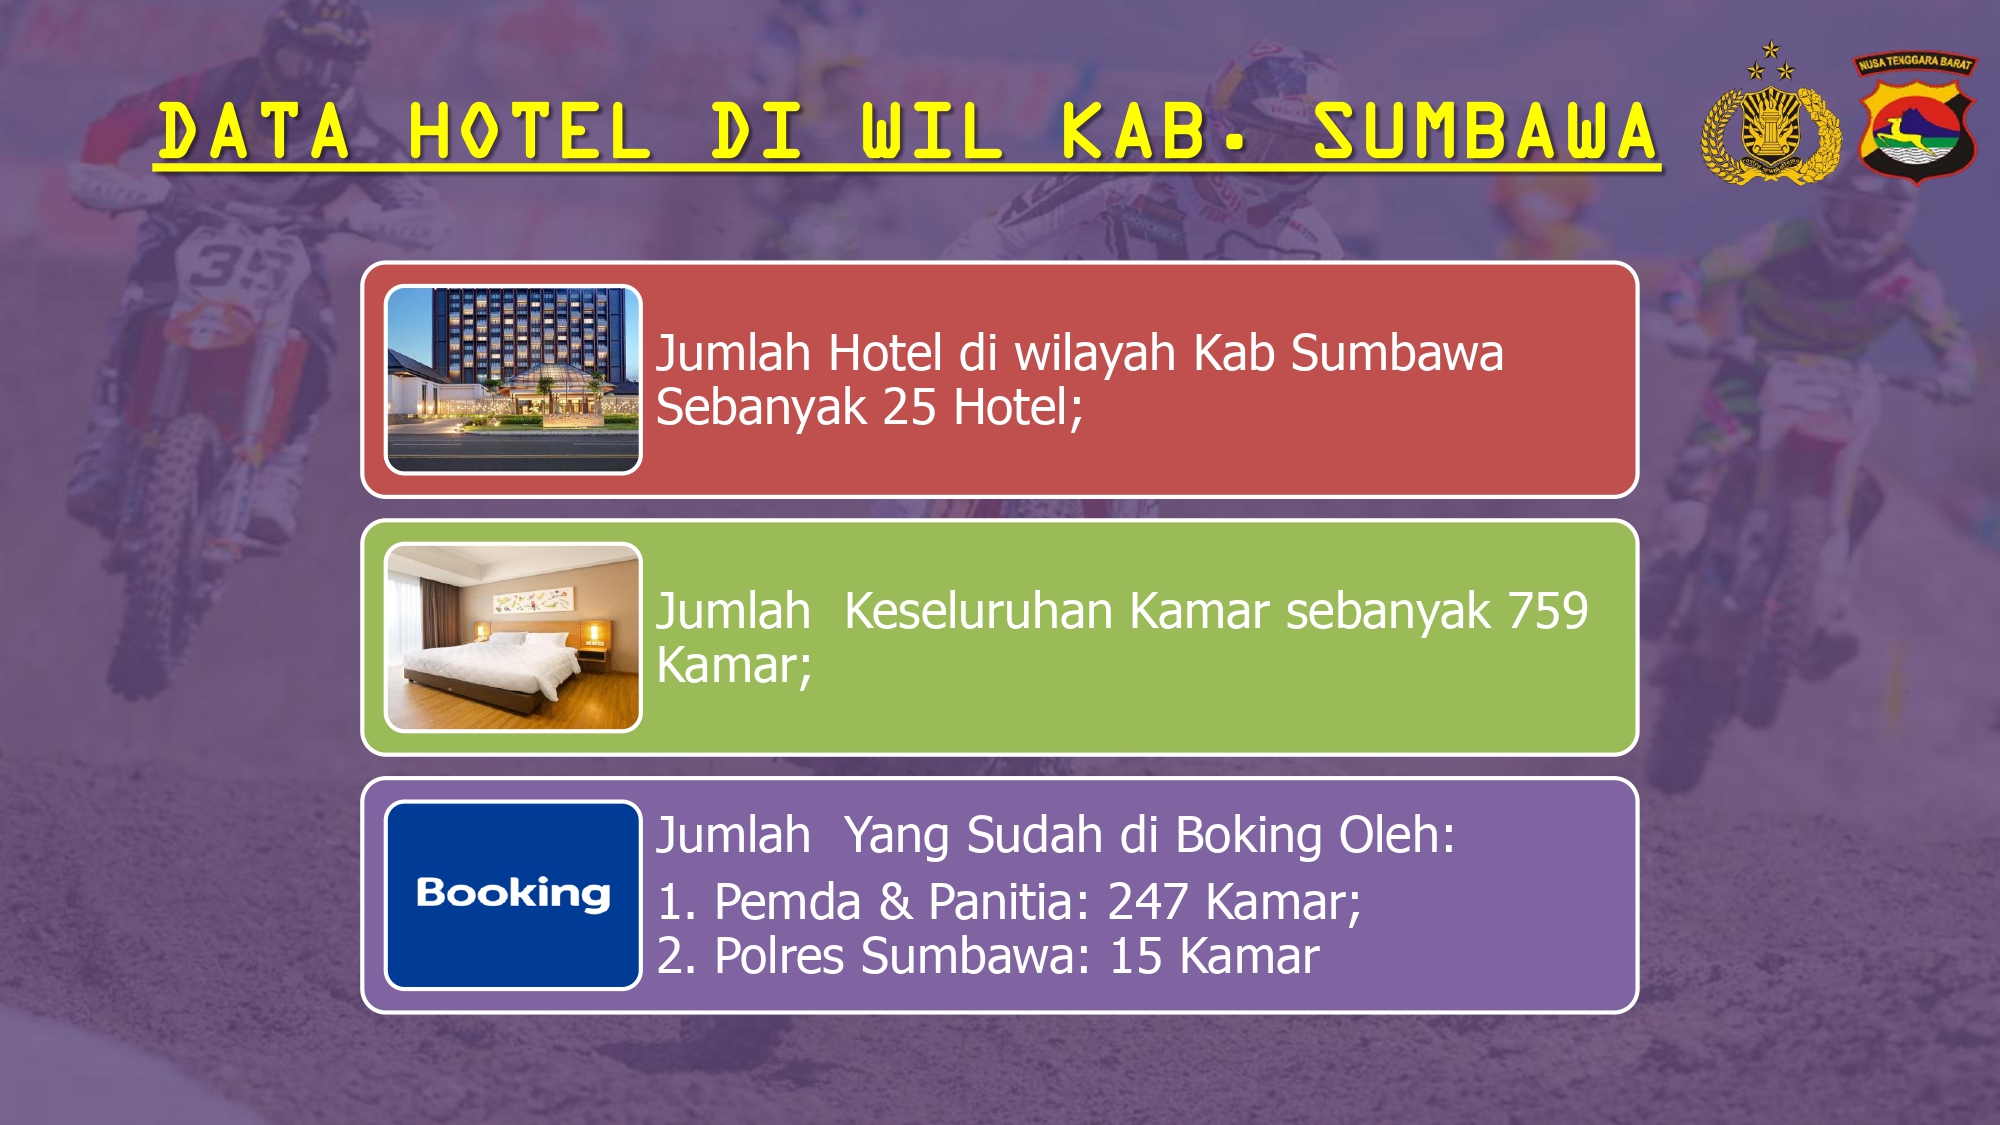 DATA HOTEL DI WIL KAB. SUMBAWA
NUSA TENGGARA BARAT
Jumlah Hotel di wilayah Kab Sumbawa
Sebanyak 25 Hotel;
Jumlah  Keseluruhan Kamar sebanyak 759
Kamar;
Booking
Jumlah  Yang Sudah di Boking Oleh:
1. Pemda & Panitia: 247 Kamar;
2. Polres Sumbawa: 15 Kamar
35